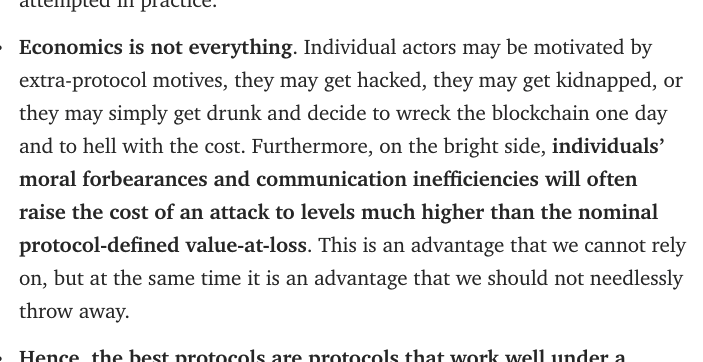 attempted in practice.
• Economics is not everything. Individual actors may be motivated by
extra-protocol motives, they may get hacked, they may get kidnapped, or
they may simply get drunk and decide to wreck the blockchain one day
and to hell with the cost. Furthermore, on the bright side, individuals’
moral forbearances and communication inefficiencies will often
raise the cost of an attack to levels much higher than the nominal
protocol-defined value-at-loss. This is an advantage that we cannot rely
on, but at the same time it is an advantage that we should not needlessly
throw away.
• Hence, the best protocols are protocols that work well under a